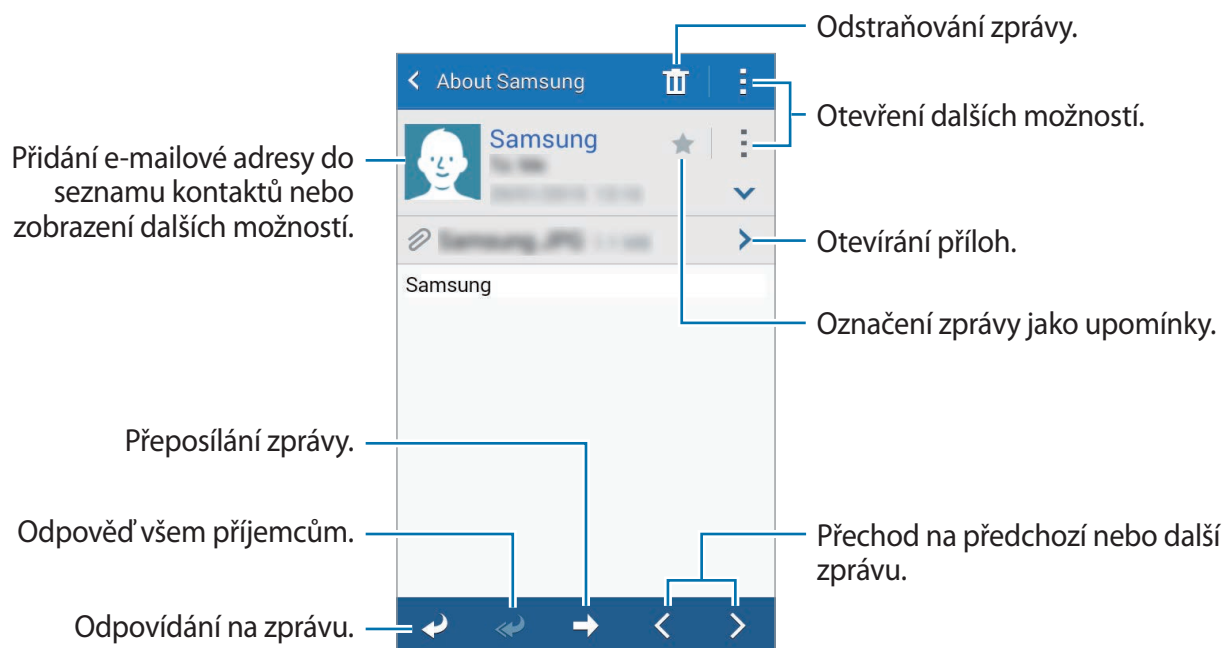 Odstraňování zprávy.
About Samsung
Otevření dalších možností.
Samsung
Přidání e-mailové adresy do
seznamu kontaktů nebo
zobrazení dalších možností.
Otevírání příloh.
Samsung
Označení zprávy jako upomínky.
Přeposílání zprávy.
Odpověď všem příjemcům.
Přechod na předchozí nebo další
zprávu.
Odpovídání na zprávu.